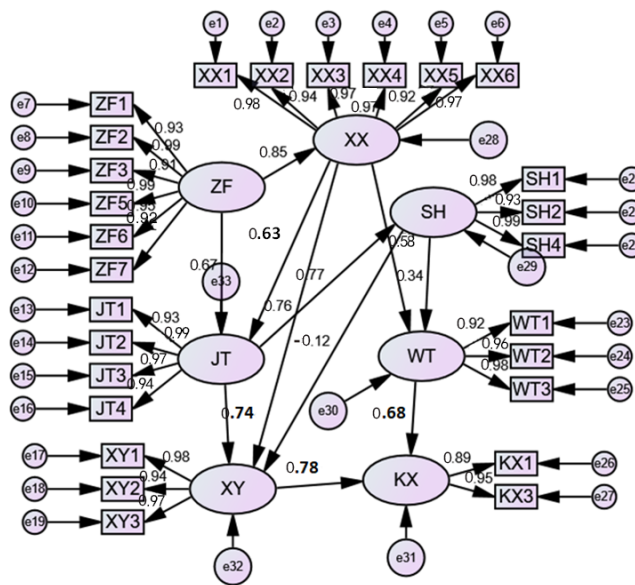 e1 e2 e3 e4 e5 e6
XX1 XX2 XX3 XX4 XX5 XX6
0.98 0.94 0.97 0.97 0.92 0.97
XX
e28
e7 ZF1
e8 ZF2
e9 ZF3
e10 ZF5
e11 ZF6
e12 ZF7
0.93
0.99
0.91
0.99
0.92
ZF
0.85
SH
0.98 SH1 e2
0.93 SH2 e2
0.99 SH4 e2
e29
0.63
0.58
0.67
e33
0.77
0.34
0.76
-0.12
e13 JT1
e14 JT2
e15 JT3
e16 JT4
0.93
0.99
0.97
0.94
JT
WT
0.92 WT1 e23
0.96 WT2 e24
0.98 WT3 e25
e30
0.74
0.68
e17 XY1 0.98
e18 XY2 0.94
e19 XY3 0.97
XY
0.78
KX
0.89 KX1 e26
0.95 KX3 e27
e32
e31